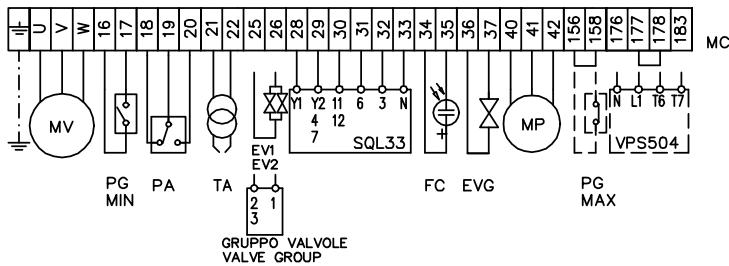 U V W 16 17 18 19 20 21 22 25 26 28 29 30 31 32 33 34 35 36 37 40 41 42 156 158 176 177 178 183 MC
Y1 Y2 11 6 3 N
4 12
7
SQL33
MV
MP
+
N L1 T6 T7
VPS504
EV1
EV2
PG
MIN
PA
TA
FC
EVG
PG
MAX
2 1
3
GRUPPO VALVOLE
VALVE GROUP